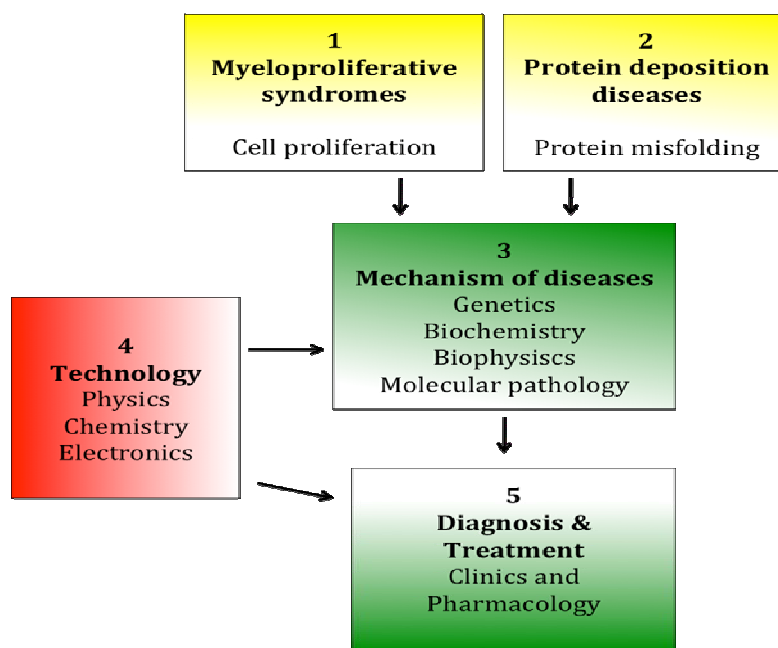 1
Myeloproliferative
syndromes
Cell proliferation
2
Protein deposition
diseases
Protein misfolding
3
Mechanism of diseases
Genetics
Biochemistry
Biophysiscs
Molecular pathology
4
Technology
Physics
Chemistry
Electronics
5
Diagnosis &
Treatment
Clinics and
Pharmacology